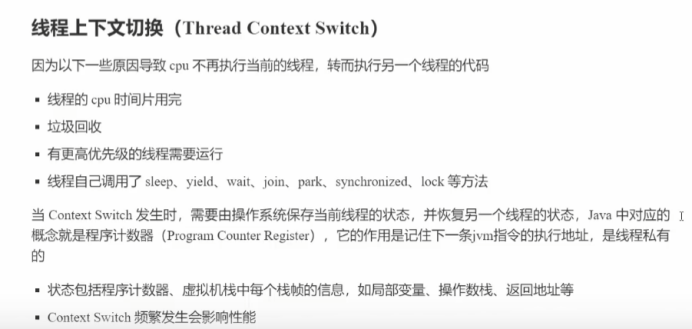 线程上下文切换（Thread Context Switch）
因为以下一些原因导致 cpu 不再执行当前的线程，转而执行另一个线程的代码
▪ 线程的 cpu 时间片用完
▪ 垃圾回收
▪ 有更高优先级的线程需要运行
▪ 线程自己调用了 sleep、yield、wait、join、park、synchronized、lock 等方法
当 Context Switch 发生时，需要由操作系统保存当前线程的状态，并恢复另一个线程的状态，Java 中对应的
概念就是程序计数器（Program Counter Register），它的作用是记住下一条jvm指令的执行地址，是线程私有
的
▪ 状态包括程序计数器、虚拟机栈中每个栈帧的信息，如局部变量、操作数栈、返回地址等
▪ Context Switch 频繁发生会影响性能